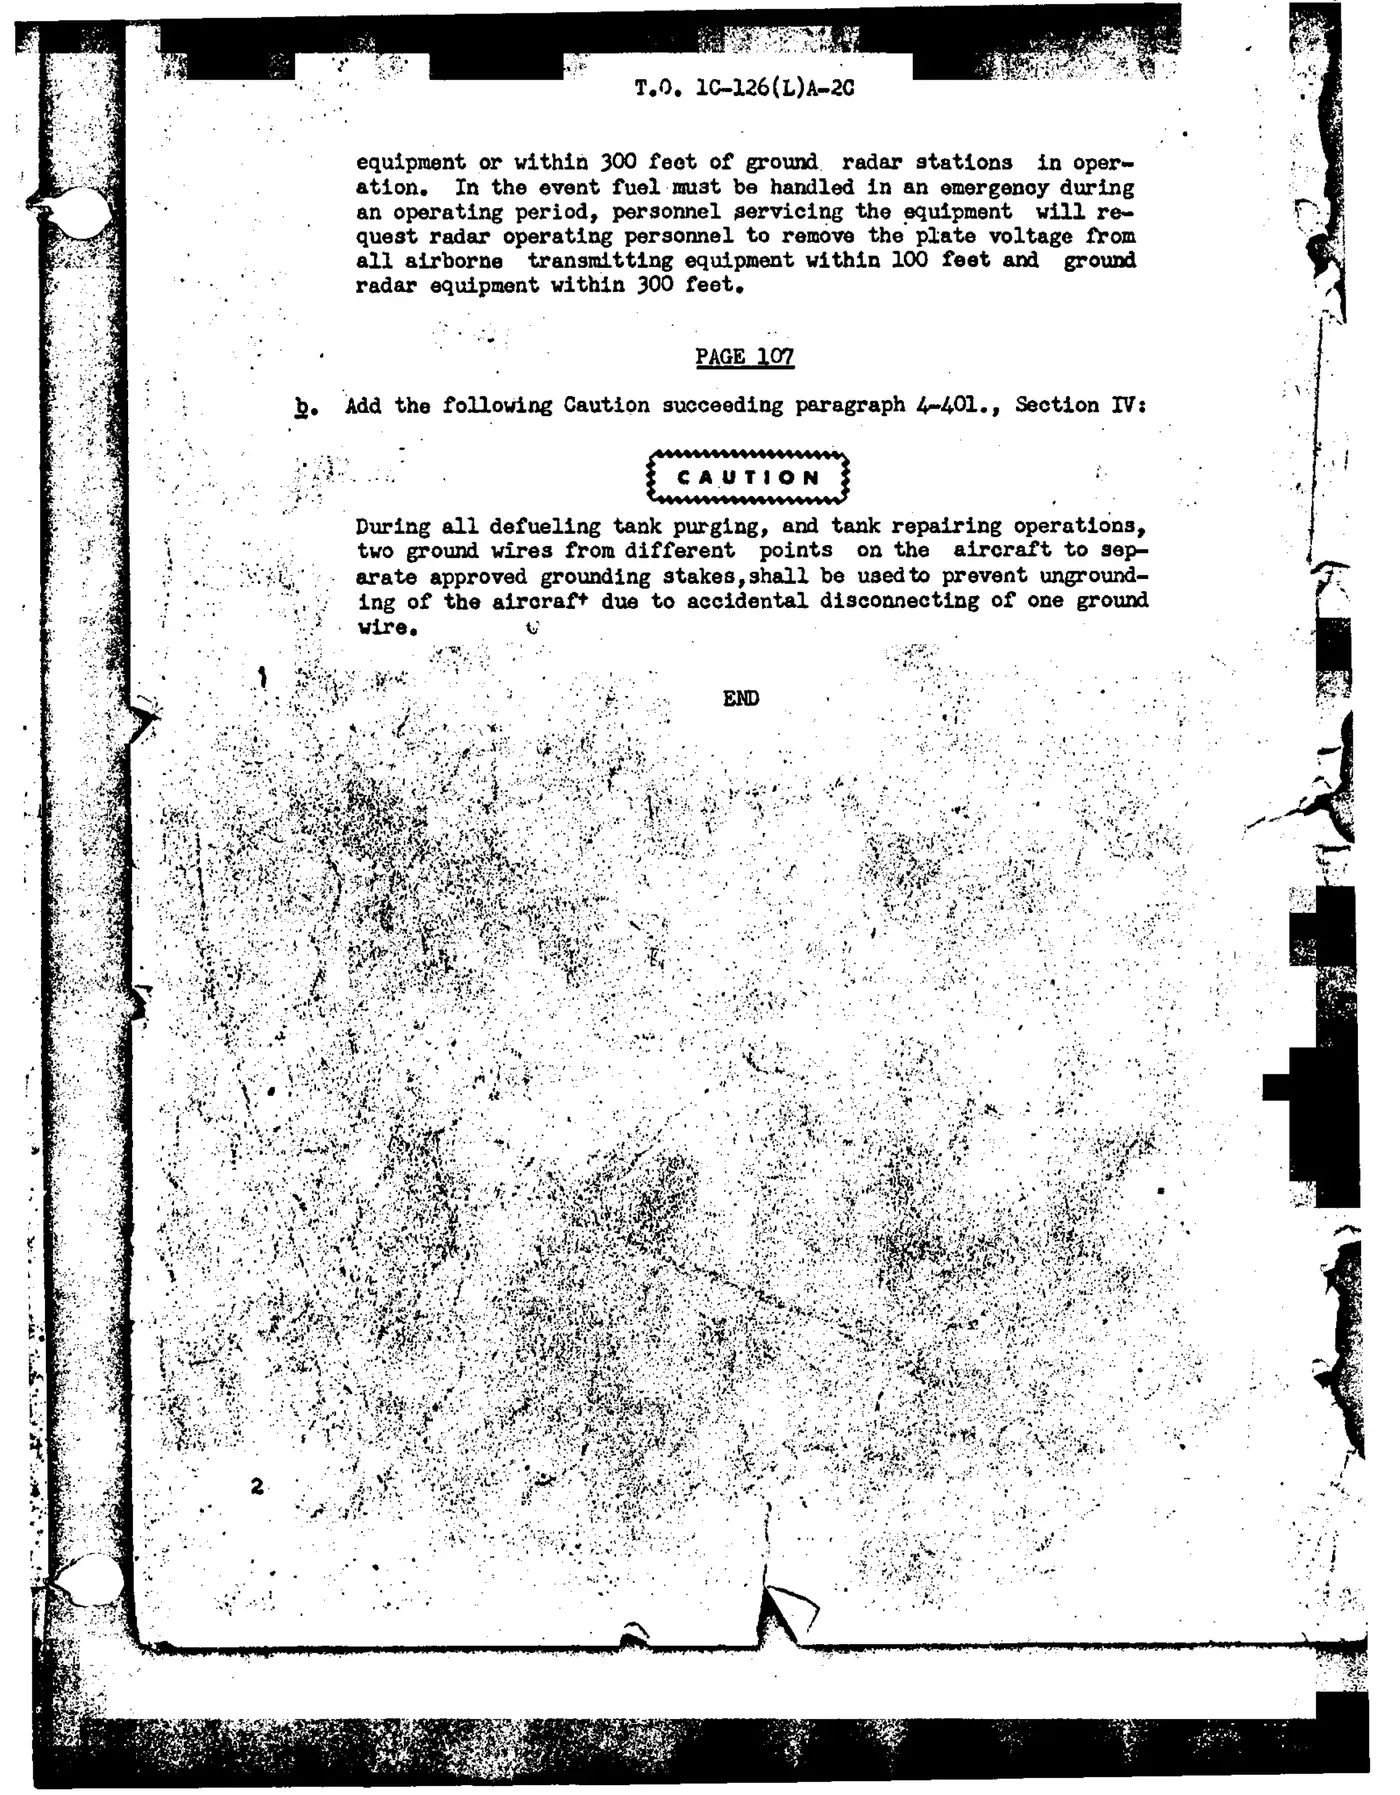 T.O. 1C-126(L)A-2C
equipment or within 300 feet of ground radar stations in oper-
ation. In the event fuel must be handled in an emergency during
an operating period, personnel servicing the equipment will re-
quest radar operating personnel to remove the plate voltage from
all airborne transmitting equipment within 100 feet and ground
radar equipment within 300 feet.
PAGE 107
b. Add the following Caution succeeding paragraph 4-401., Section IV:
CAUTION
During all defueling tank purging, and tank repairing operations,
two ground wires from different points on the aircraft to sep-
arate approved grounding stakes,shall be usedto prevent unground-
ing of the aircraft due to accidental disconnecting of one ground
wire.
END
2